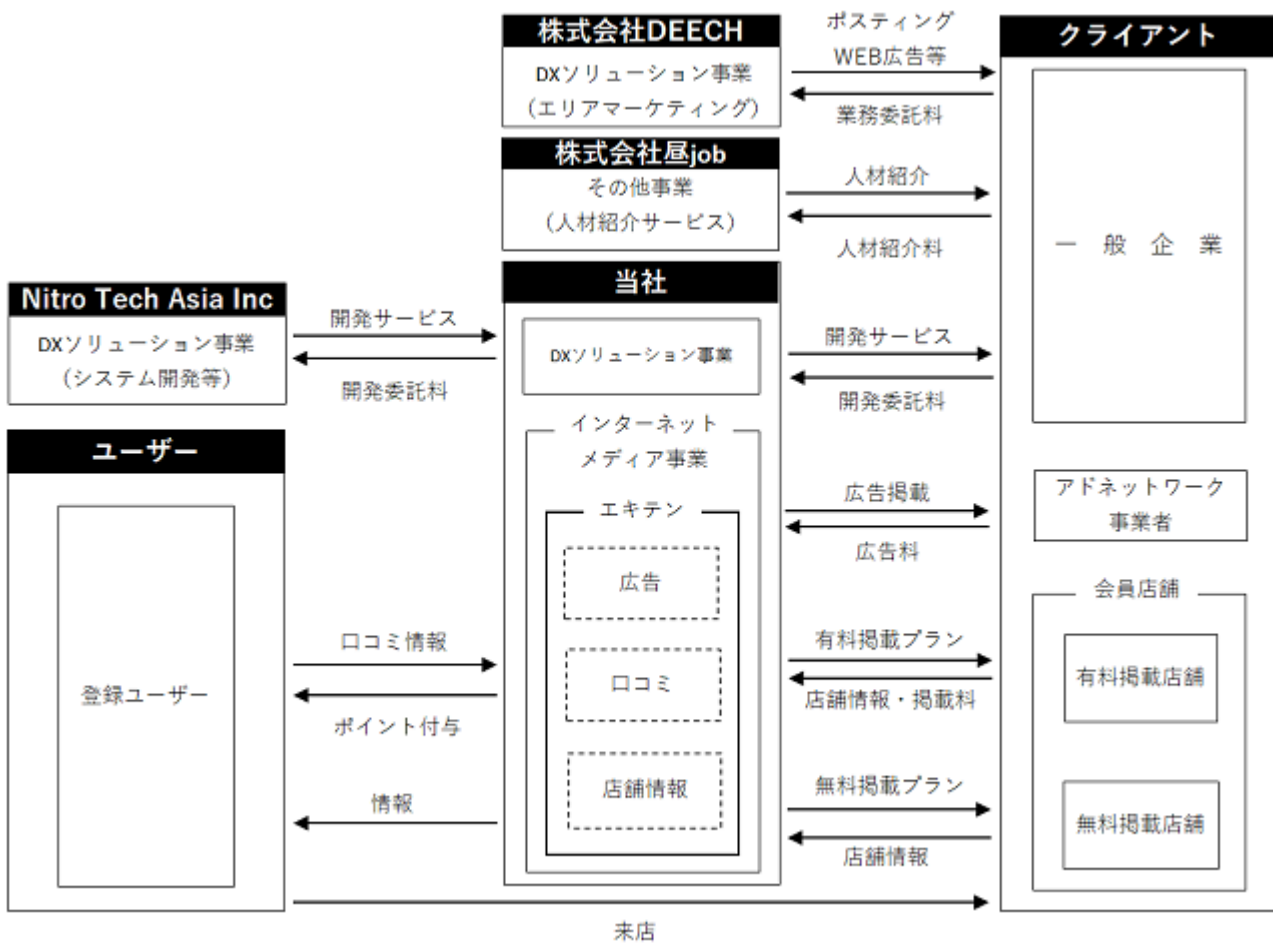 株式会社DEECH
DXソリューション事業
(エリアマーケティング)
ポスティング
WEB広告等
業務委託料
クライアント
一般企業
株式会社昼job
その他事業
(人材紹介サービス)
人材紹介
人材紹介料
Nitro Tech Asia Inc
DXソリューション事業
(システム開発等)
開発サービス
開発委託料
当社
DXソリューション事業
開発サービス
開発委託料
インターネット
メディア事業
エキテン
広告
口コミ
店舗情報
広告掲載
広告料
アドネットワーク
事業者
会員店舗
有料掲載プラン
店舗情報・掲載料
有料掲載店舗
無料掲載プラン
店舗情報
無料掲載店舗
ユーザー
登録ユーザー
口コミ情報
ポイント付与
情報
来店